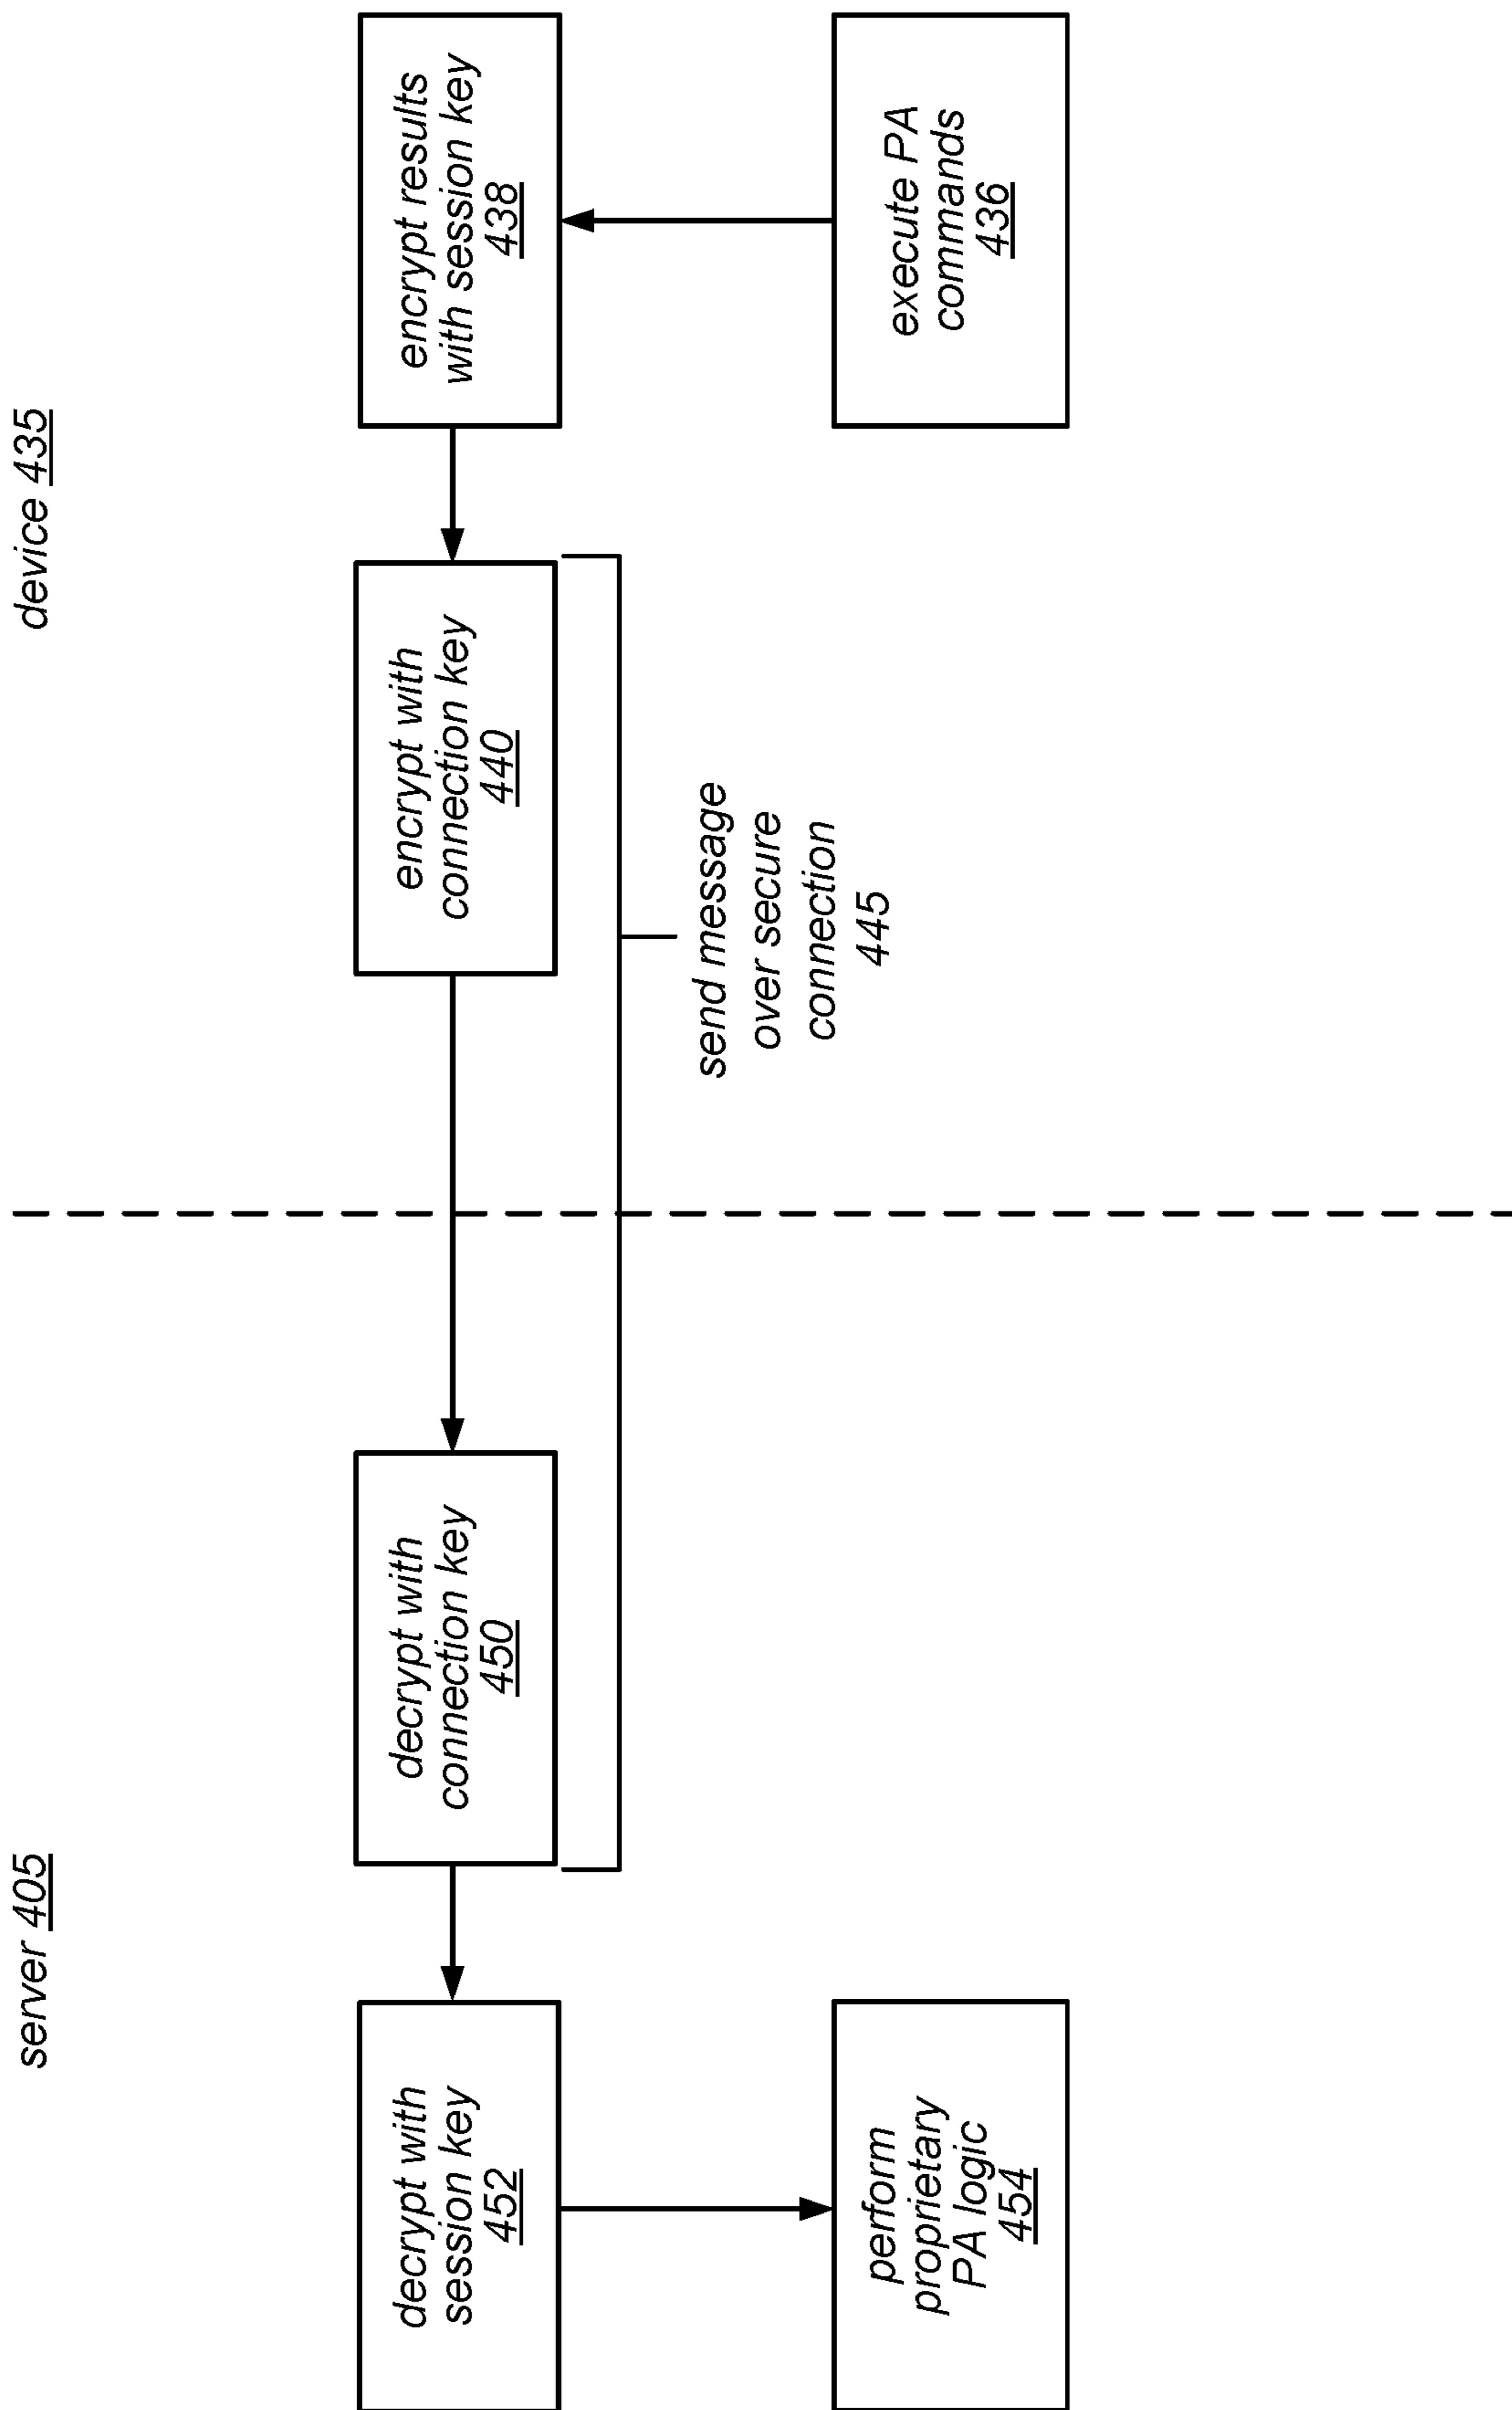 server 405
device 435
decrypt with
session key
452
decrypt with
connection key
450
encrypt with
connection key
440
encrypt results
with session key
438
send message
over secure
connection
445
perform
proprietary
PA logic
454
execute PA
commands
436